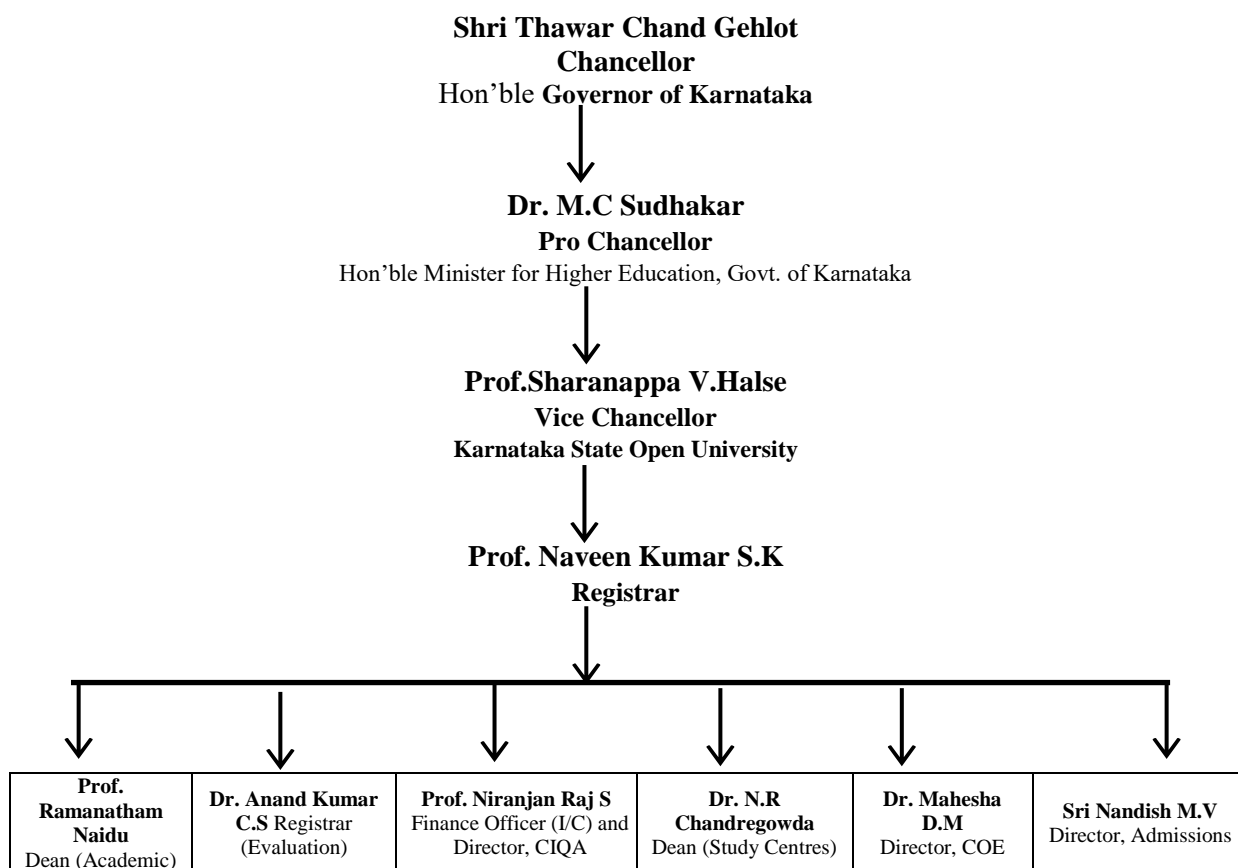 Shri Thawar Chand Gehlot
Chancellor
Hon’ble Governor of Karnataka
Dr. M.C Sudhakar
Pro Chancellor
Hon’ble Minister for Higher Education, Govt. of Karnataka
Prof.Sharanappa V.Halse
Vice Chancellor
Karnataka State Open University
Prof. Naveen Kumar S.K
Registrar
Prof.
Ramanatham
Naidu
Dean (Academic)
Dr. Anand Kumar
C.S Registrar
(Evaluation)
Prof. Niranjan Raj S
Finance Officer (I/C) and
Director, CIQA
Dr. N.R
Chandregowda
Dean (Study Centres)
Dr. Mahesha
D.M
Director, COE
Sri Nandish M.V
Director, Admissions